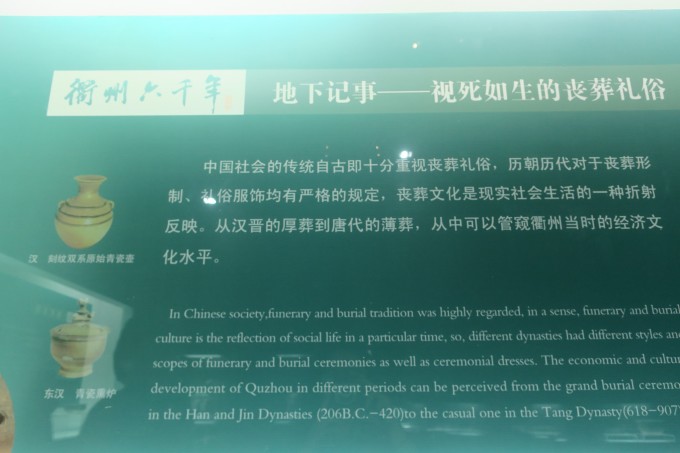 衢州六千年
地下记事——视死如生的丧葬礼俗
中国社会的传统自古即十分重视丧葬礼俗，历朝历代对于丧葬形
制、礼俗服饰均有严格的规定，丧葬文化是现实社会生活的一种折射
反映。从汉晋的厚葬到唐代的薄葬，从中可以管窥衢州当时的经济文
化水平。
汉 刻纹双系原始青瓷壶
In Chinese society,funerary and burial tradition was highly regarded, in a sense, funerary and burial
culture is the reflection of social life in a particular time, so, different dynasties had different styles and
scopes of funerary and burial ceremonies as well as ceremonial dresses. The economic and cultur
development of Quzhou in different periods can be perceived from the grand burial ceremo
in the Han and Jin Dynasties (206B.C.-420)to the casual one in the Tang Dynasty(618-907
东汉 青瓷熏炉